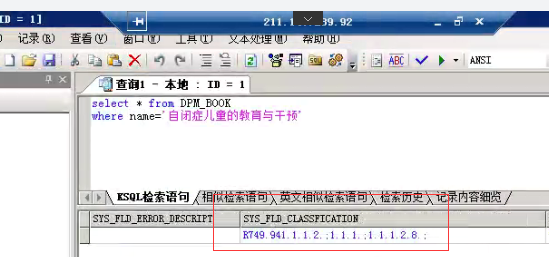 ID = 1]
211.1
39.92
记录(R) 查看(V) 窗口(W) 工具(T) 文本处理(W) 帮助(H)
ABC ANSI
查询1 - 本地 : ID = 1
select * from DPM_BOOK
where name='自闭症儿童的教育与干预'
KSQL检索语句 相似检索语句 英文相似检索语句 检索历史 记录内容细览
SYS_FLD_ERROR_DESCRIPT SYS_FLD_CLASSFICATION
R749.941.1.1.2.;1.1.1.;1.1.1.2.8.;